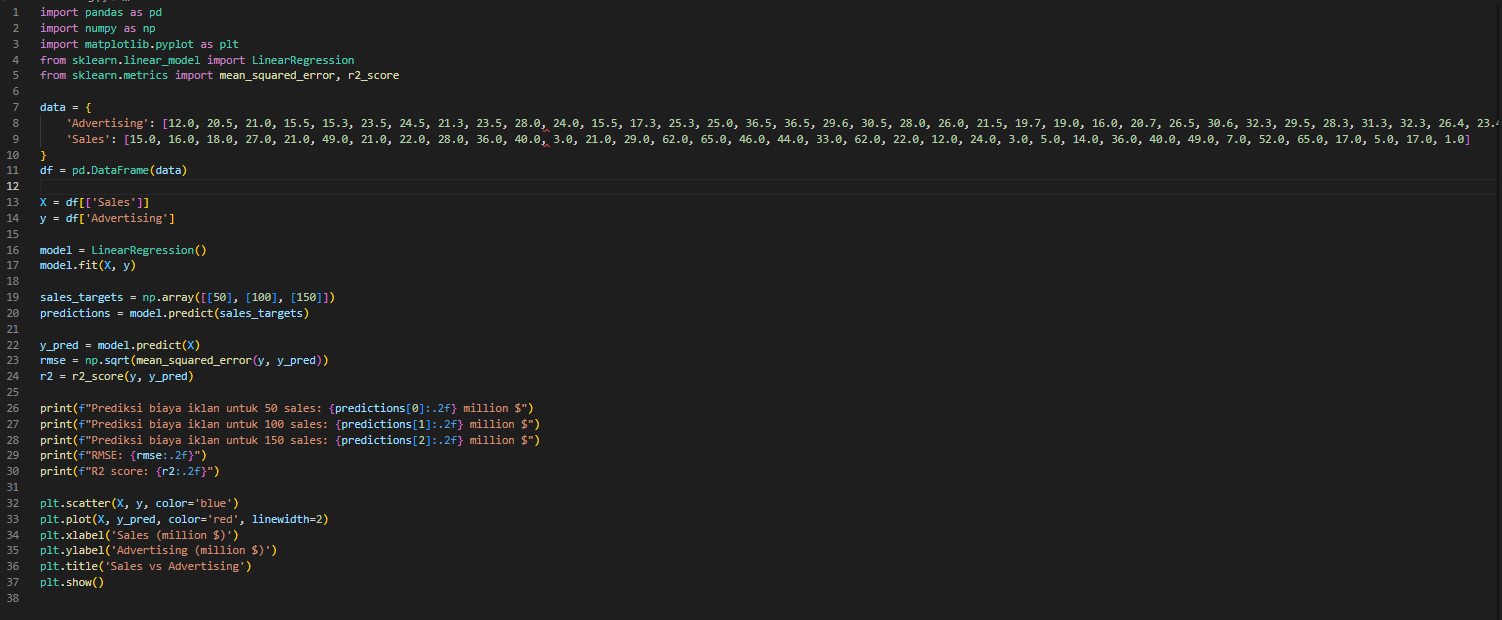 1 import pandas as pd
2 import numpy as np
3 import matplotlib.pyplot as plt
4 from sklearn.linear_model import LinearRegression
5 from sklearn.metrics import mean_squared_error, r2_score
6
7 data = {
8 'Advertising': [12.0, 20.5, 21.0, 15.5, 15.3, 23.5, 24.5, 21.3, 23.5, 28.0, 24.0, 15.5, 17.3, 25.3, 25.0, 36.5, 36.5, 29.6, 30.5, 28.0, 26.0, 21.5, 19.7, 19.0, 16.0, 20.7, 26.5, 30.6, 32.3, 29.5, 28.3, 31.3, 32.3, 26.4, 23.4
9 'Sales': [15.0, 16.0, 18.0, 27.0, 21.0, 49.0, 21.0, 22.0, 28.0, 36.0, 40.0, 3.0, 21.0, 29.0, 62.0, 65.0, 46.0, 44.0, 33.0, 62.0, 22.0, 12.0, 24.0, 3.0, 5.0, 14.0, 36.0, 40.0, 49.0, 7.0, 52.0, 65.0, 17.0, 5.0, 17.0, 1.0]
10 }
11 df = pd.DataFrame(data)
12
13 X = df[['Sales']]
14 y = df['Advertising']
15
16 model = LinearRegression()
17 model.fit(X, y)
18
19 sales_targets = np.array([[50], [100], [150]])
20 predictions = model.predict(sales_targets)
21
22 y_pred = model.predict(X)
23 rmse = np.sqrt(mean_squared_error(y, y_pred))
24 r2 = r2_score(y, y_pred)
25
26 print(f"Prediksi biaya iklan untuk 50 sales: {predictions[0]:.2f} million $")
27 print(f"Prediksi biaya iklan untuk 100 sales: {predictions[1]:.2f} million $")
28 print(f"Prediksi biaya iklan untuk 150 sales: {predictions[2]:.2f} million $")
29 print(f"RMSE: {rmse:.2f}")
30 print(f"R2 score: {r2:.2f}")
31
32 plt.scatter(X, y, color='blue')
33 plt.plot(X, y_pred, color='red', linewidth=2)
34 plt.xlabel('Sales (million $)')
35 plt.ylabel('Advertising (million $)')
36 plt.title('Sales vs Advertising')
37 plt.show()
38